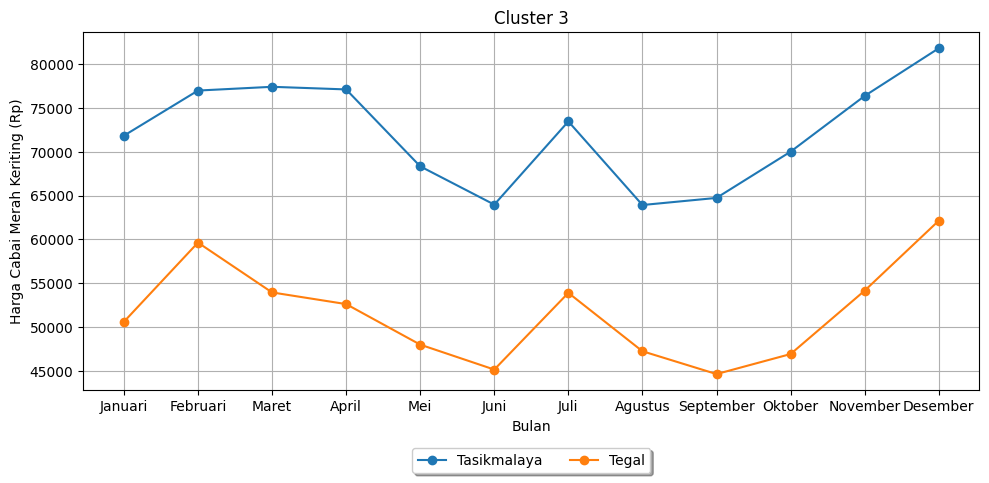 Cluster 3
Harga Cabai Merah Keriting (Rp)
80000
75000
70000
65000
60000
55000
50000
45000
Januari Februari Maret April Mei Juni Juli Agustus September Oktober November Desember
Bulan
Tasikmalaya Tegal